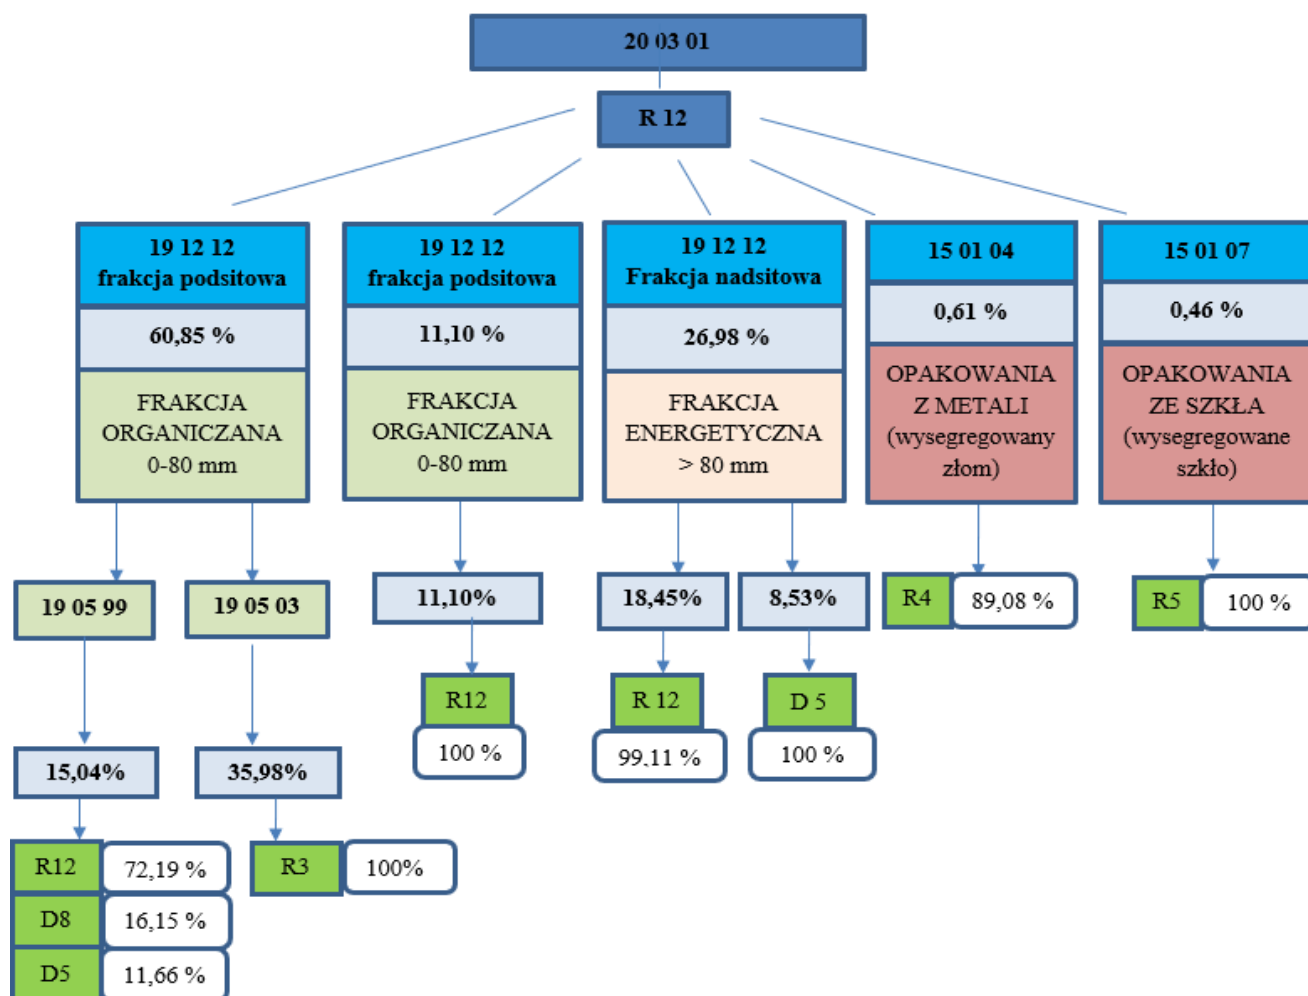 20 03 01
R 12
19 12 12
frakcja podsitowa
60,85 %
FRAKCJA
ORGANICZANA
0-80 mm
19 12 12
frakcja podsitowa
11,10 %
FRAKCJA
ORGANICZANA
0-80 mm
19 12 12
Frakcja nadsitowa
26,98 %
FRAKCJA
ENERGETYCZNA
> 80 mm
15 01 04
0,61 %
OPAKOWANIA
Z METALI
(wysegregowany
złom)
15 01 07
0,46 %
OPAKOWANIA
ZE SZKŁA
(wysegregowane
szkło)
19 05 99
19 05 03
11,10%
18,45%
8,53%
R4 89,08 %
R5 100 %
R12
100 %
R 12
99,11 %
D 5
100 %
15,04%
35,98%
R12 72,19 %
D8 16,15 %
D5 11,66 %
R3 100%